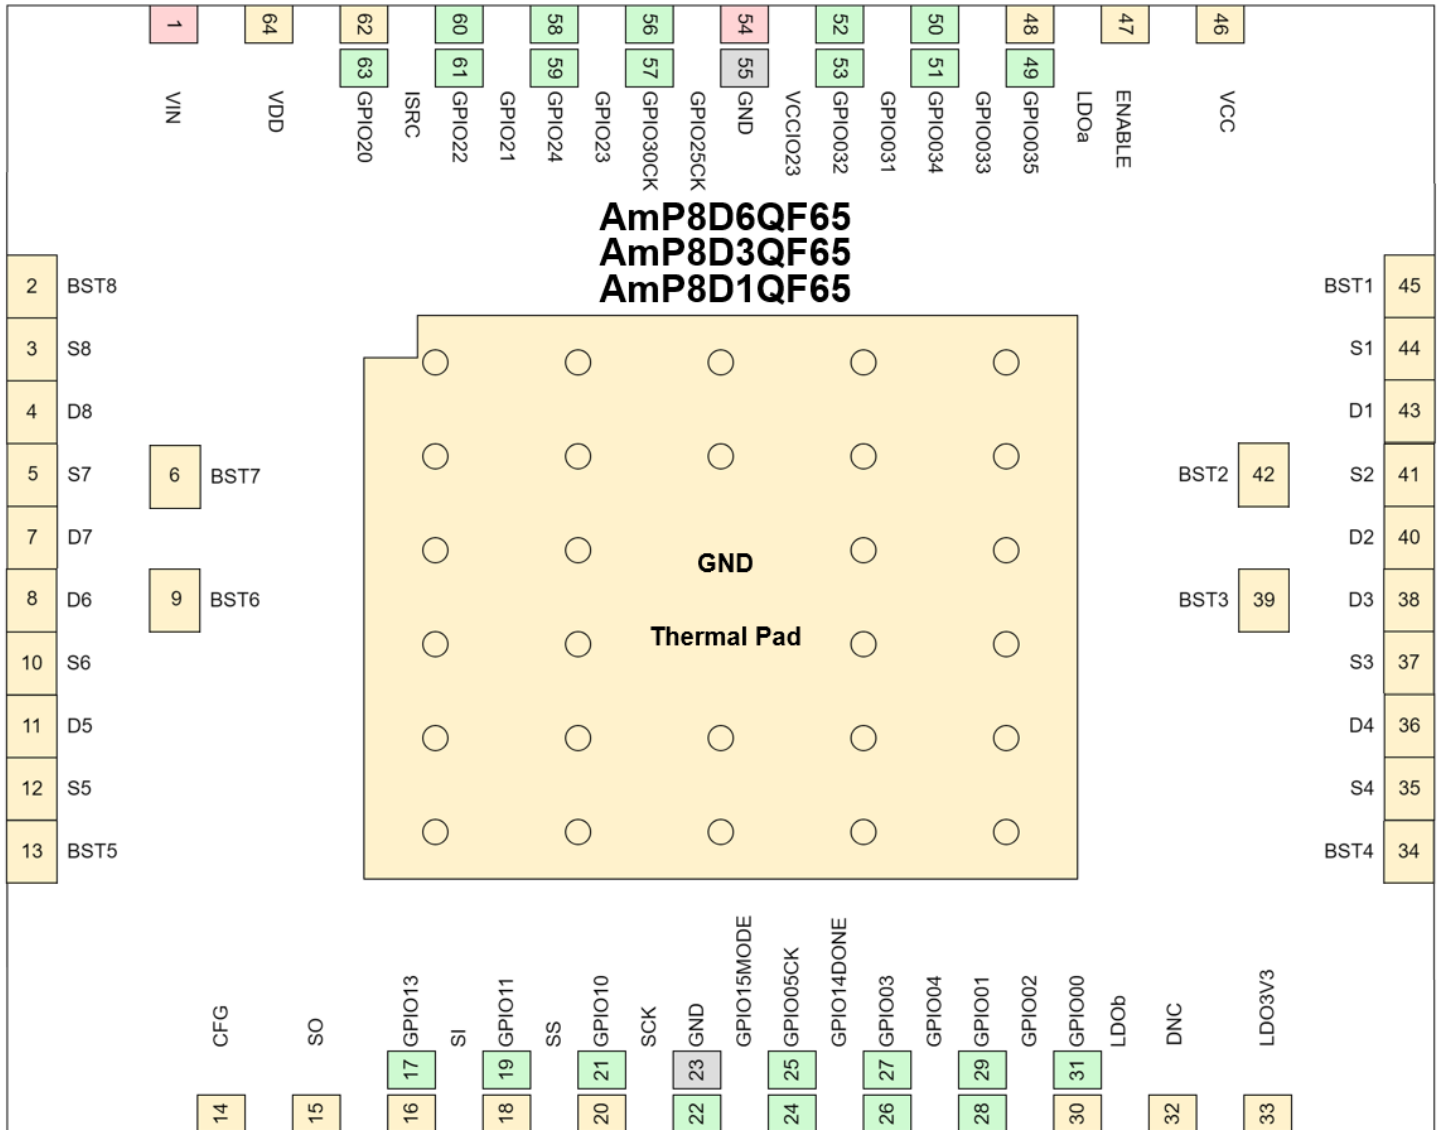 1 64 62 60 58 56 54 52 50 48 47 46
63 61 59 57 55 53 51 49
VIN VDD GPIO20 ISRC GPIO22 GPIO21 GPIO24 GPIO23 GPIO30CK GPIO25CK GND VCCIO23 GPIO032 GPIO031 GPIO034 GPIO033 GPIO035 LDOa ENABLE VCC
AmP8D6QF65
AmP8D3QF65
AmP8D1QF65
2 BST8 BST1 45
3 S8 S1 44
4 D8 D1 43
5 S7 6 BST7 BST2 42 S2 41
7 D7 D2 40
GND
8 D6 9 BST6 BST3 39 D3 38
Thermal Pad
10 S6 S3 37
11 D5 D4 36
12 S5 S4 35
13 BST5 BST4 34
CFG SO GPIO13 SI GPIO11 SS GPIO10 SCK GND GPIO15MODE GPIO05CK GPIO14DONE GPIO03 GPIO04 GPIO01 GPIO02 GPIO00 LDOb DNC LDO3V3
17 19 21 23 25 27 29 31
14 15 16 18 20 22 24 26 28 30 32 33